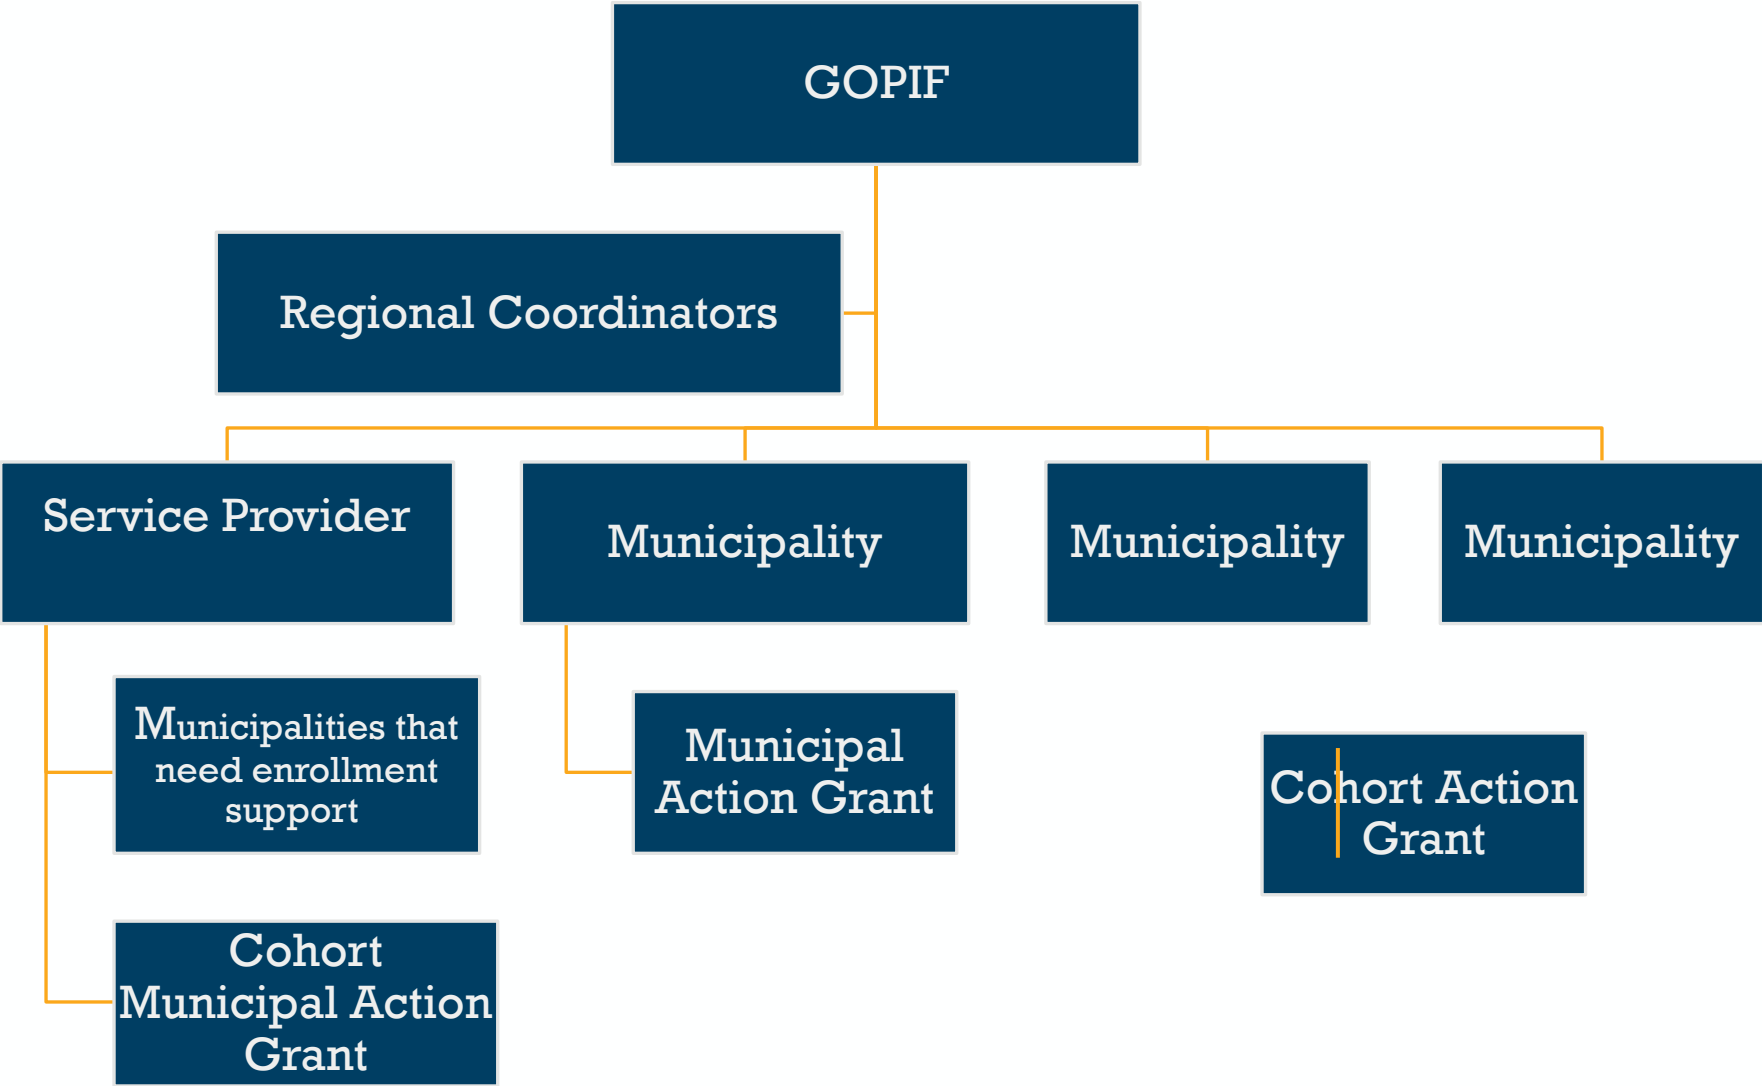 GOPIF
Regional Coordinators
Service Provider
Municipality
Municipality
Municipality
Municipalities that
need enrollment
support
Municipal
Action Grant
Cohort Action
Grant
Cohort
Municipal Action
Grant